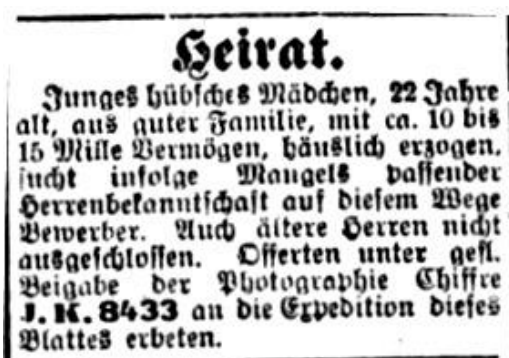 Heirat.
Junges hübsches Mädchen, 22 Jahre
alt, aus guter Familie, mit ca. 10 bis
15 Mille Vermögen, häuslich erzogen,
sucht infolge Mangels passender
Herrenbekanntschaft auf diesem Wege
Bewerber. Auch ältere Herren nicht
ausgeschlossen. Offerten unter gefl.
Beigabe der Photographie Chiffre
J. K. 8433 an die Expedition dieses
Blattes erbeten.